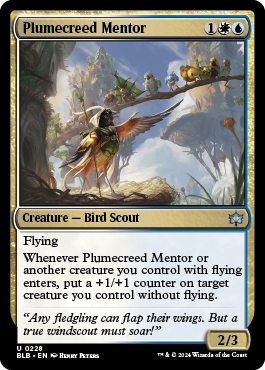 Plumecreed Mentor 1
Creature — Bird Scout
Flying
Whenever Plumecreed Mentor or
another creature you control with flying
enters, put a +1/+1 counter on target
creature you control without flying.
“Any fledgling can flap their wings. But a
true windscout must soar!”
2/3
U 0228
BLB • EN Henry Peters
™ & © 2024 Wizards of the Coast